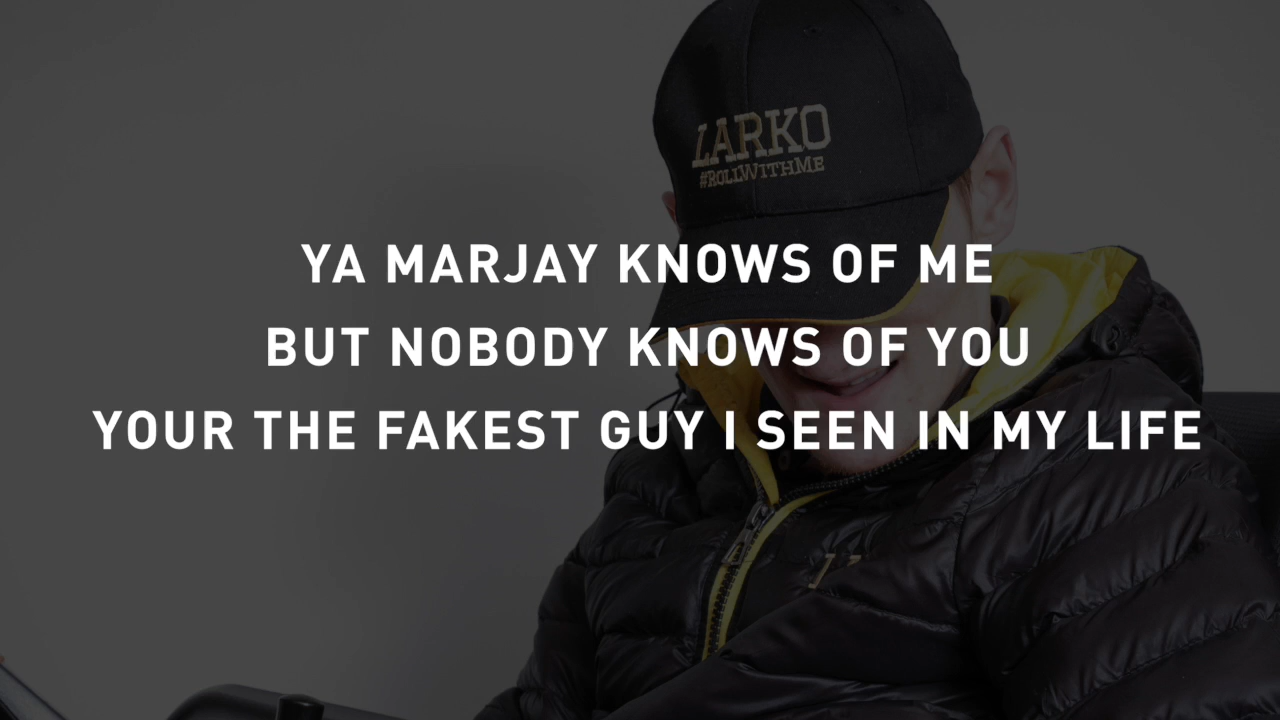 LARKO
#ROLLWITHME
YA MARJAY KNOWS OF ME
BUT NOBODY KNOWS OF YOU
YOUR THE FAKEST GUY I SEEN IN MY LIFE